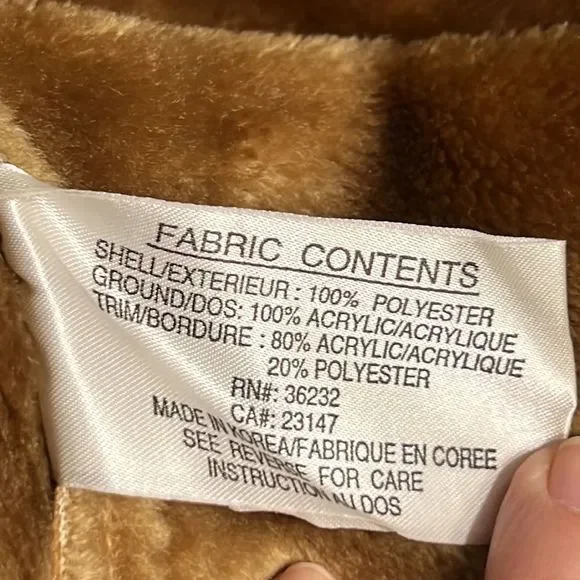 FABRIC CONTENTS
SHELL/EXTERIEUR: 100% POLYESTER
GROUND/DOS: 100% ACRYLIC/ACRYLIQUE
TRIM/BORDURE : 80% ACRYLIC/ACRYLIQUE
20% POLYESTER
RN#: 36232
CA#: 23147
MADE IN KOREA/FABRIQUE EN COREE
SEE REVERSE FOR CARE
INSTRUCTION/AU DOS